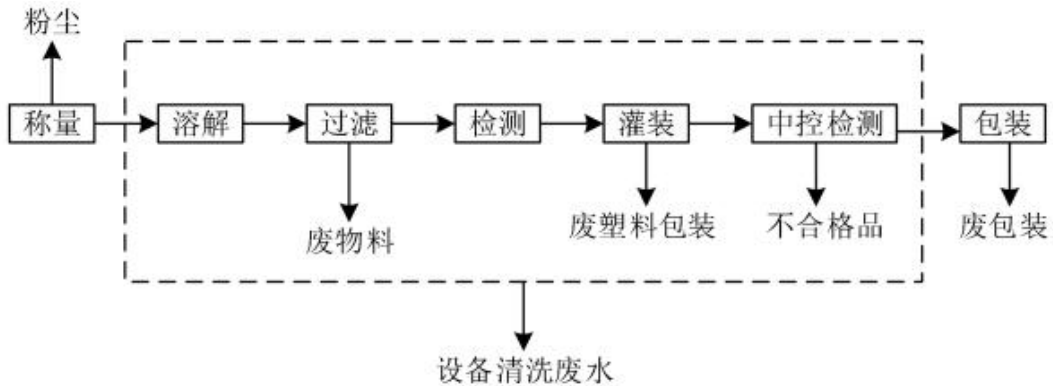 粉尘
称量
溶解
过滤
检测
灌装
中控检测
包装
废物料
废塑料包装
不合格品
废包装
设备清洗废水